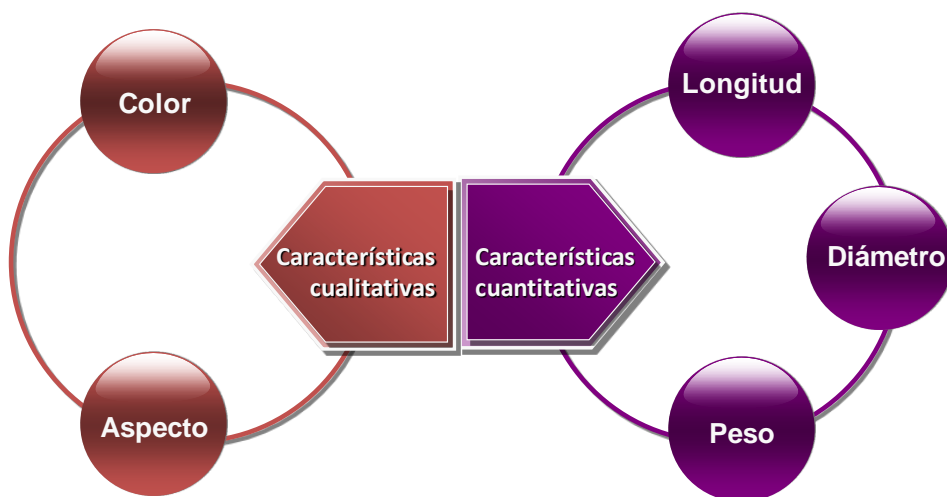 Color
Aspecto
Características
cualitativas
Características
cuantitativas
Longitud
Diámetro
Peso